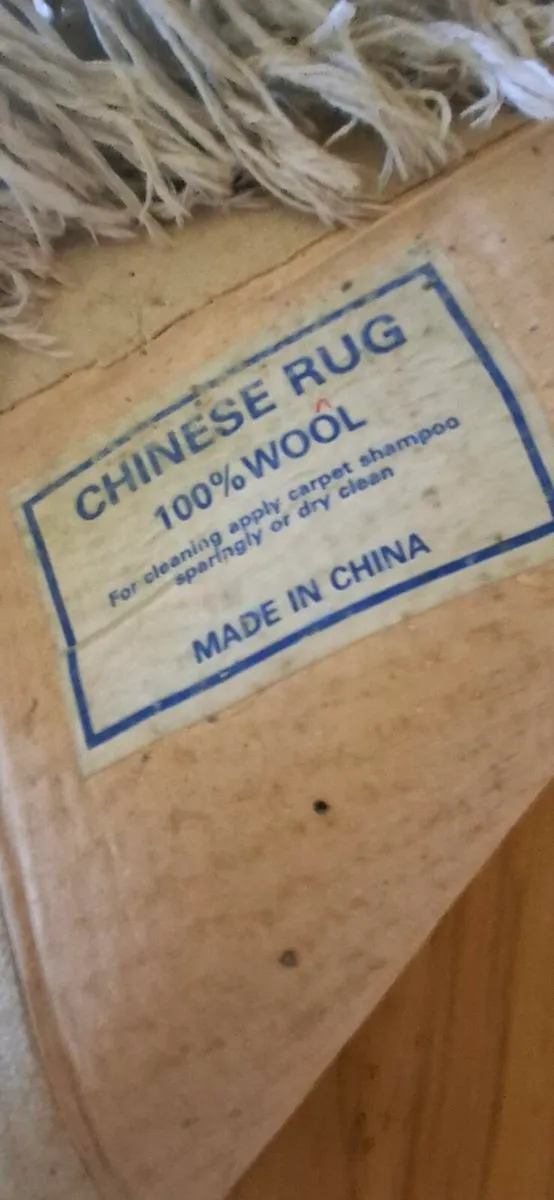 CHINESE RUG
100% WOOL
For cleaning apply carpet shampoo
sparingly or dry clean
MADE IN CHINA